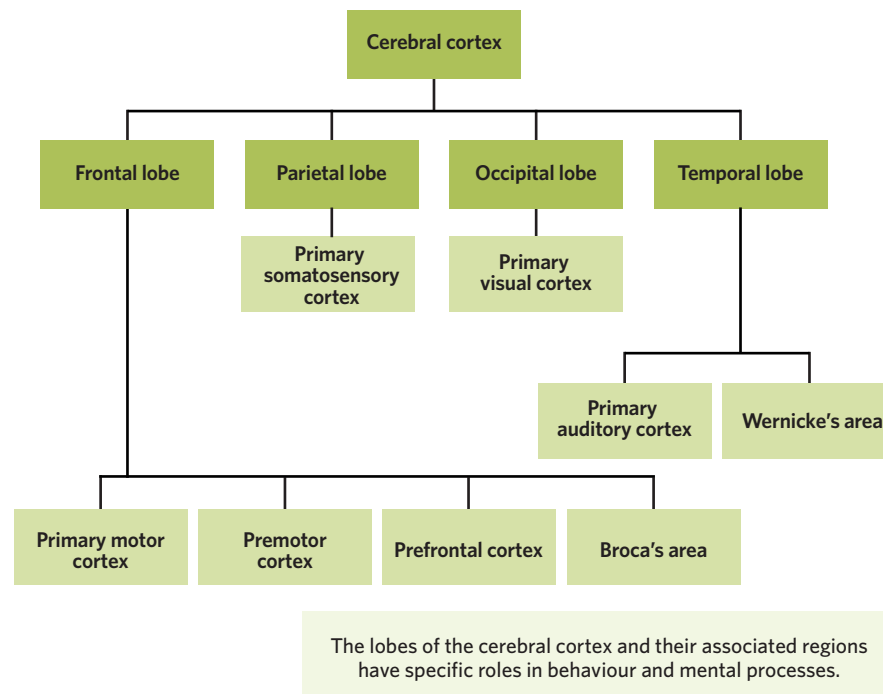 Cerebral cortex
Frontal lobe
Parietal lobe
Occipital lobe
Temporal lobe
Primary
somatosensory
cortex
Primary
visual cortex
Primary
auditory cortex
Wernicke's area
Primary motor
cortex
Premotor
cortex
Prefrontal cortex
Broca's area
The lobes of the cerebral cortex and their associated regions
have specific roles in behaviour and mental processes.